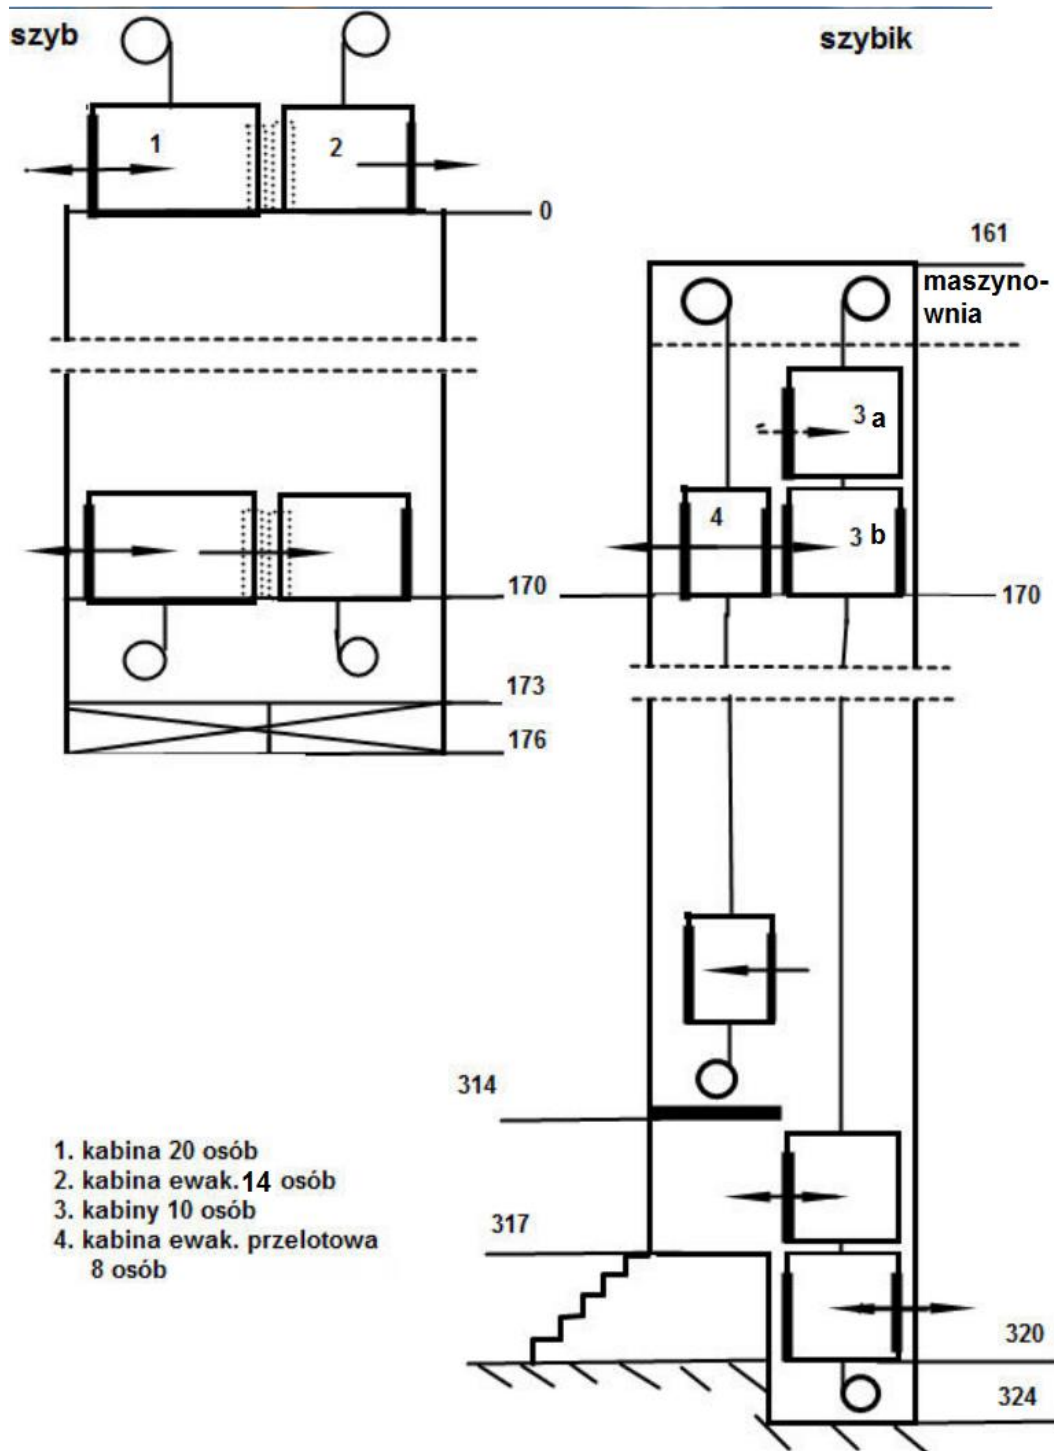 szyb
szybik
1
2
0
161
maszyno-
wnia
3 a
4
3 b
170
170
173
176
314
1. kabina 20 osób
2. kabina ewak.14 osób
3. kabiny 10 osób
4. kabina ewak. przelotowa
8 osób
317
320
324